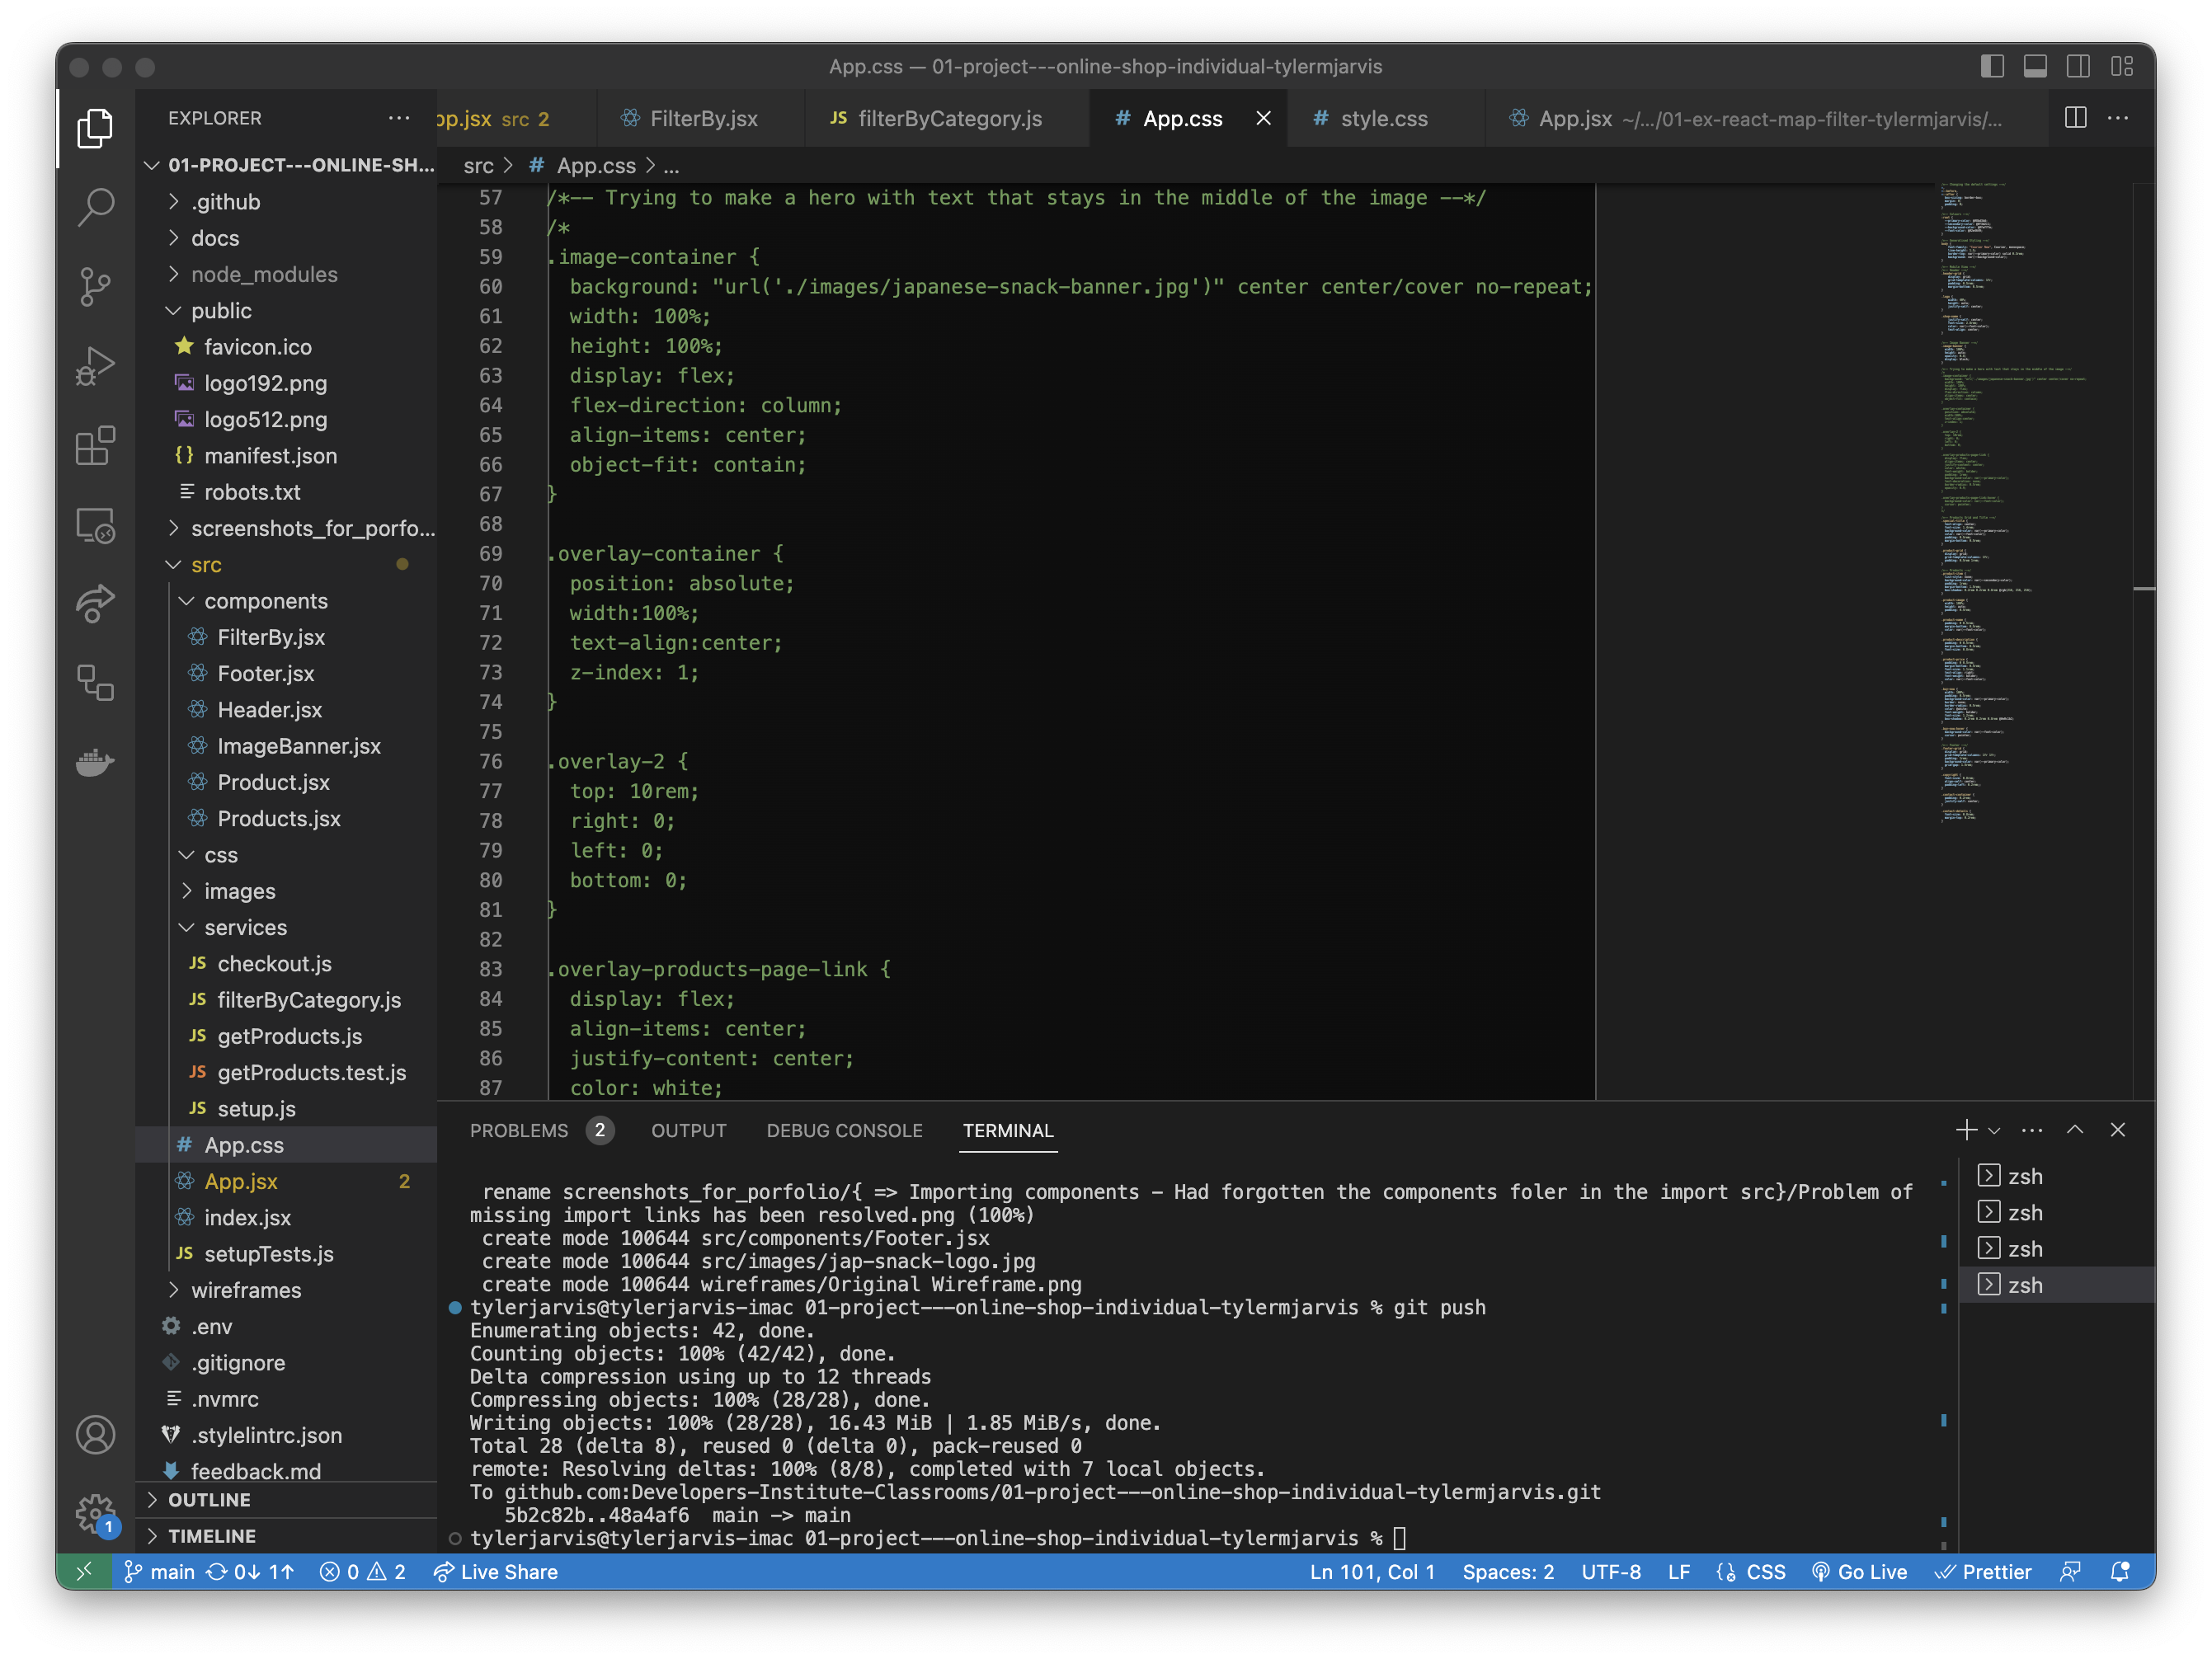 App.css — 01-project---online-shop-individual-tylermjarvis
EXPLORER
pp.jsx src 2
FilterBy.jsx
JS filterByCategory.js
# App.css
# style.css
App.jsx ~/.../01-ex-react-map-filter-tylermjarvis/...
src > # App.css > ...
01-PROJECT---ONLINE-SH...
.github
docs
node_modules
public
favicon.ico
logo192.png
logo512.png
{} manifest.json
robots.txt
screenshots_for_porfo...
src
components
FilterBy.jsx
Footer.jsx
Header.jsx
ImageBanner.jsx
Product.jsx
Products.jsx
css
images
services
JS checkout.js
JS filterByCategory.js
JS getProducts.js
JS getProducts.test.js
JS setup.js
# App.css
App.jsx 2
index.jsx
JS setupTests.js
wireframes
.env
.gitignore
.nvmrc
.stylelintrc.json
feedback.md
OUTLINE
TIMELINE
57 /*-- Trying to make a hero with text that stays in the middle of the image --*/
58 /*
59 .image-container {
60 background: "url('./images/japanese-snack-banner.jpg')" center center/cover no-repeat;
61 width: 100%;
62 height: 100%;
63 display: flex;
64 flex-direction: column;
65 align-items: center;
66 object-fit: contain;
67 }
68
69 .overlay-container {
70 position: absolute;
71 width:100%;
72 text-align:center;
73 z-index: 1;
74 }
75
76 .overlay-2 {
77 top: 10rem;
78 right: 0;
79 left: 0;
80 bottom: 0;
81 }
82
83 .overlay-products-page-link {
84 display: flex;
85 align-items: center;
86 justify-content: center;
87 color: white;
PROBLEMS 2 OUTPUT DEBUG CONSOLE TERMINAL
rename screenshots_for_porfolio/{ => Importing components - Had forgotten the components foler in the import src}/Problem of
missing import links has been resolved.png (100%)
create mode 100644 src/components/Footer.jsx
create mode 100644 src/images/jap-snack-logo.jpg
create mode 100644 wireframes/Original Wireframe.png
tylerjarvis@tylerjarvis-imac 01-project---online-shop-individual-tylermjarvis % git push
Enumerating objects: 42, done.
Counting objects: 100% (42/42), done.
Delta compression using up to 12 threads
Compressing objects: 100% (28/28), done.
Writing objects: 100% (28/28), 16.43 MiB | 1.85 MiB/s, done.
Total 28 (delta 8), reused 0 (delta 0), pack-reused 0
remote: Resolving deltas: 100% (8/8), completed with 7 local objects.
To github.com:Developers-Institute-Classrooms/01-project---online-shop-individual-tylermjarvis.git
5b2c82b..48a4af6 main -> main
tylerjarvis@tylerjarvis-imac 01-project---online-shop-individual-tylermjarvis %
zsh
zsh
zsh
zsh
1
main 0↓ 1↑ 0 2 Live Share
Ln 101, Col 1 Spaces: 2 UTF-8 LF CSS Go Live Prettier